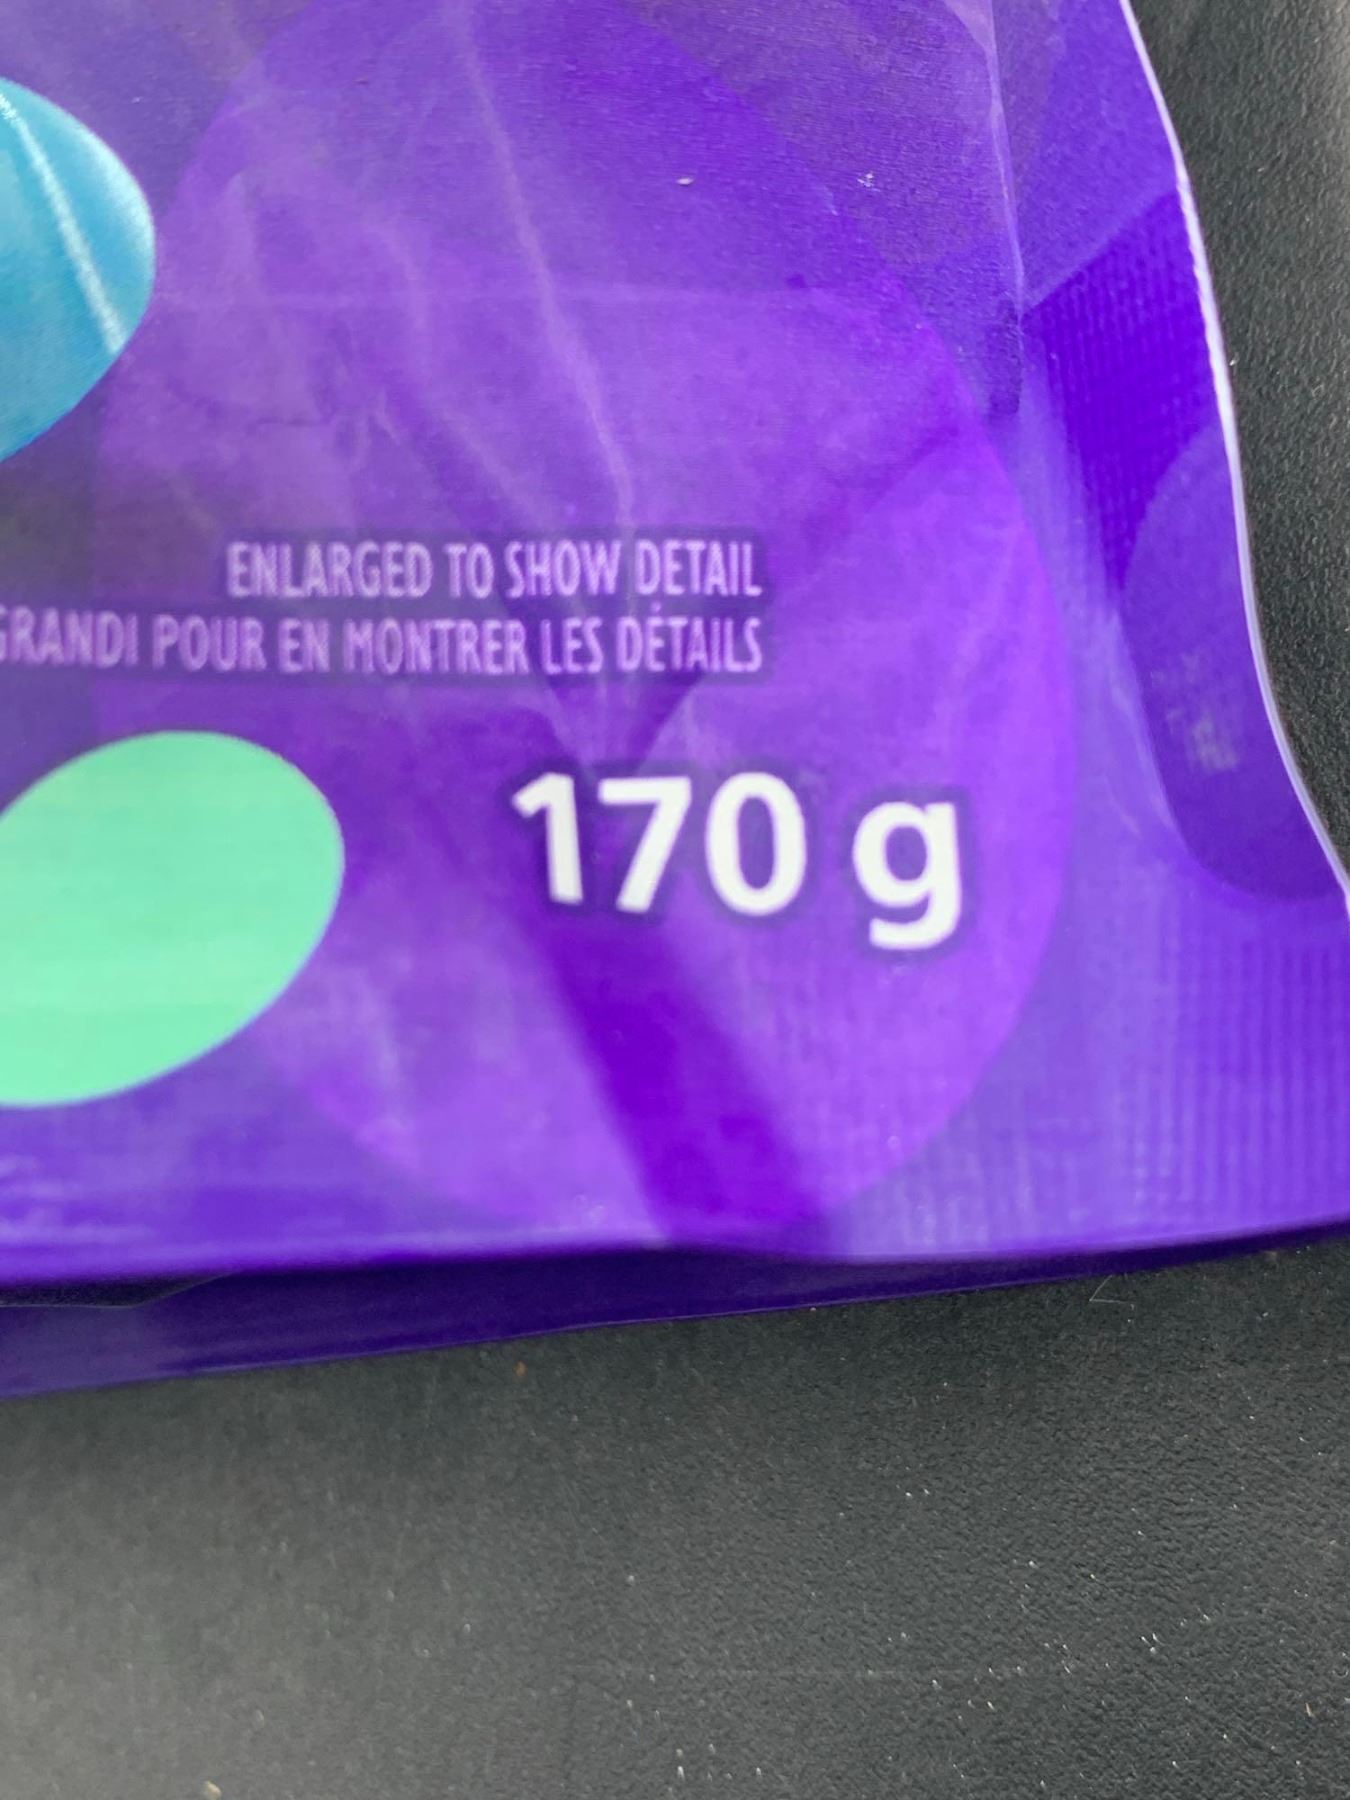 ENLARGED TO SHOW DETAIL
GRANDI POUR EN MONTRER LES DÉTAILS
170 g